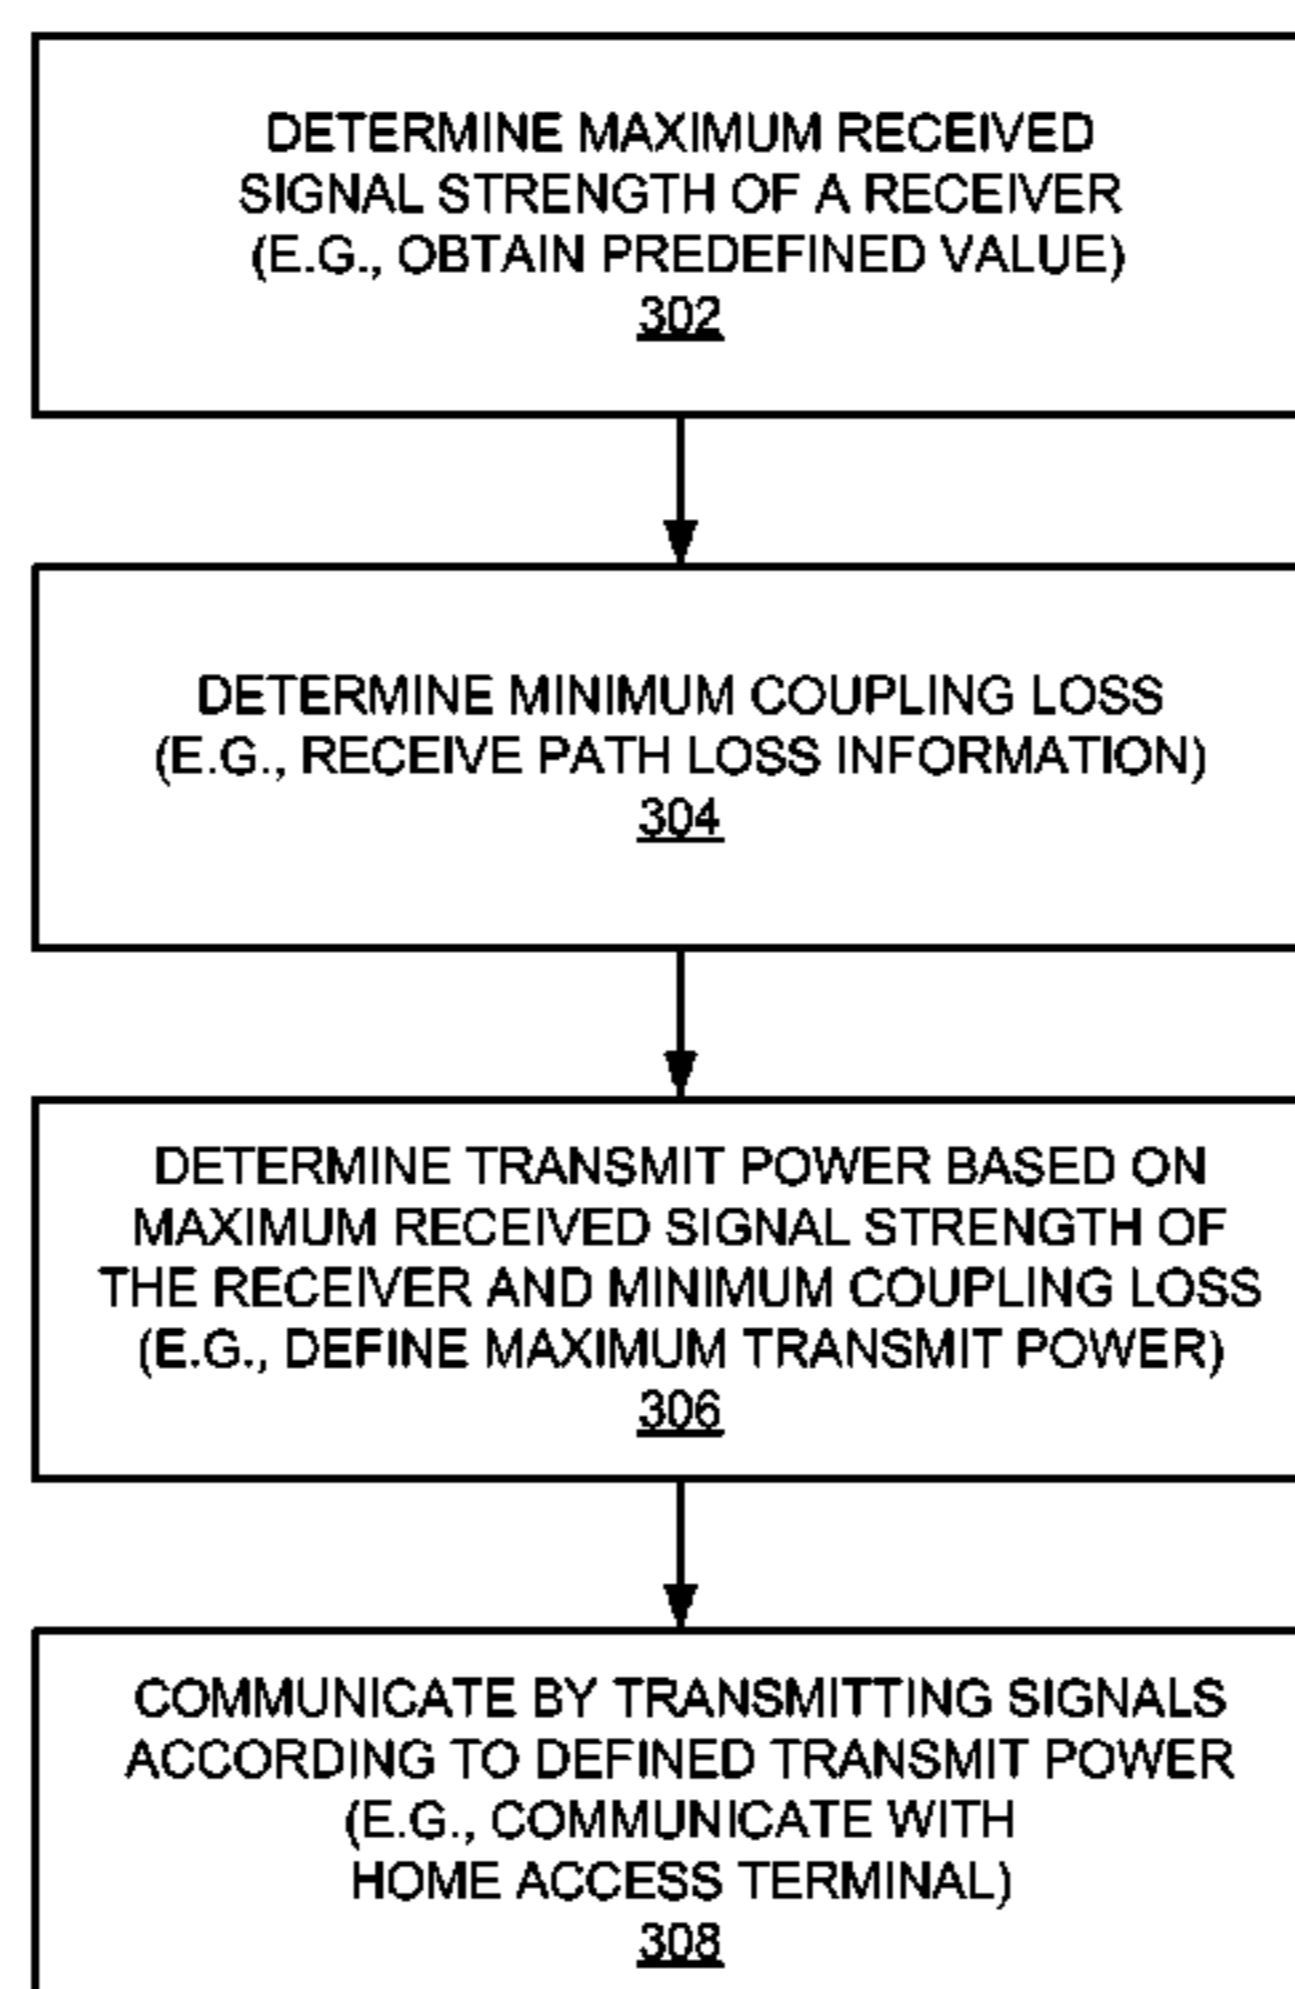 DETERMINE MAXIMUM RECEIVED
SIGNAL STRENGTH OF A RECEIVER
(E.G., OBTAIN PREDEFINED VALUE)
302
DETERMINE MINIMUM COUPLING LOSS
(E.G., RECEIVE PATH LOSS INFORMATION)
304
DETERMINE TRANSMIT POWER BASED ON
MAXIMUM RECEIVED SIGNAL STRENGTH OF
THE RECEIVER AND MINIMUM COUPLING LOSS
(E.G., DEFINE MAXIMUM TRANSMIT POWER)
306
COMMUNICATE BY TRANSMITTING SIGNALS
ACCORDING TO DEFINED TRANSMIT POWER
(E.G., COMMUNICATE WITH
HOME ACCESS TERMINAL)
308